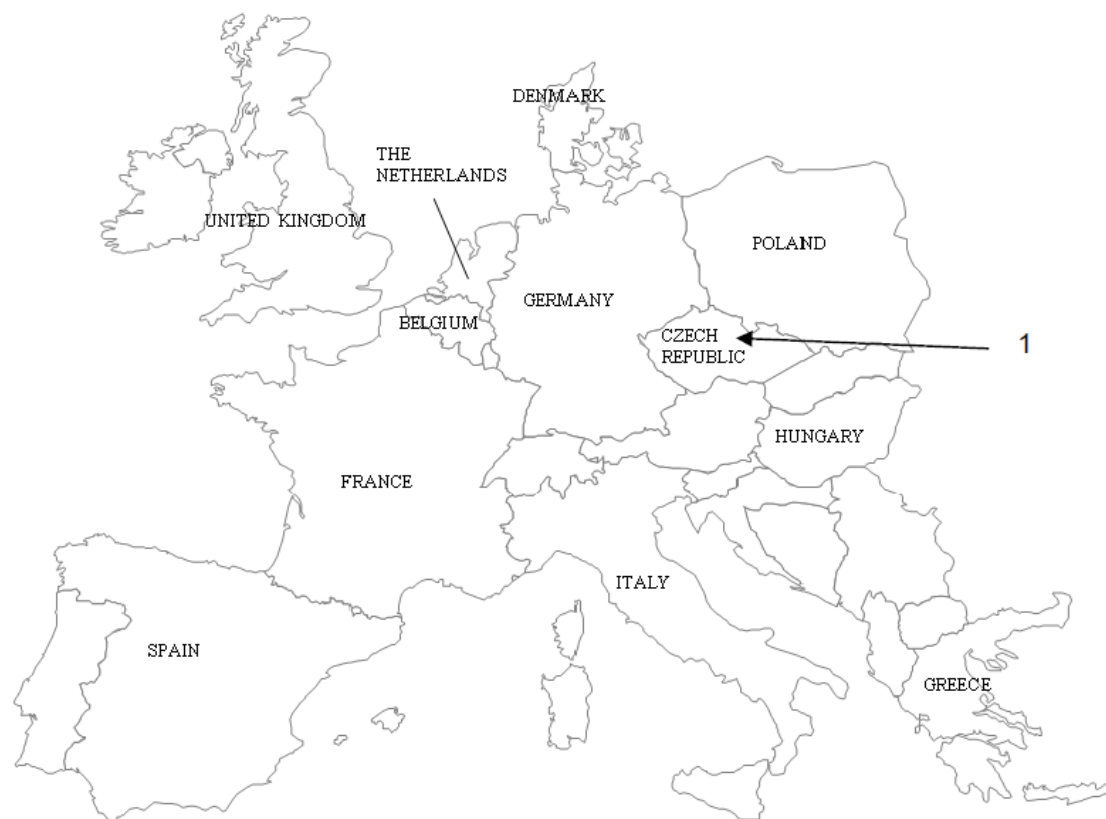 DENMARK
THE
NETHERLANDS
UNITED KINGDOM
POLAND
GERMANY
BELGIUM
CZECH
REPUBLIC
1
HUNGARY
FRANCE
ITALY
SPAIN
GREECE